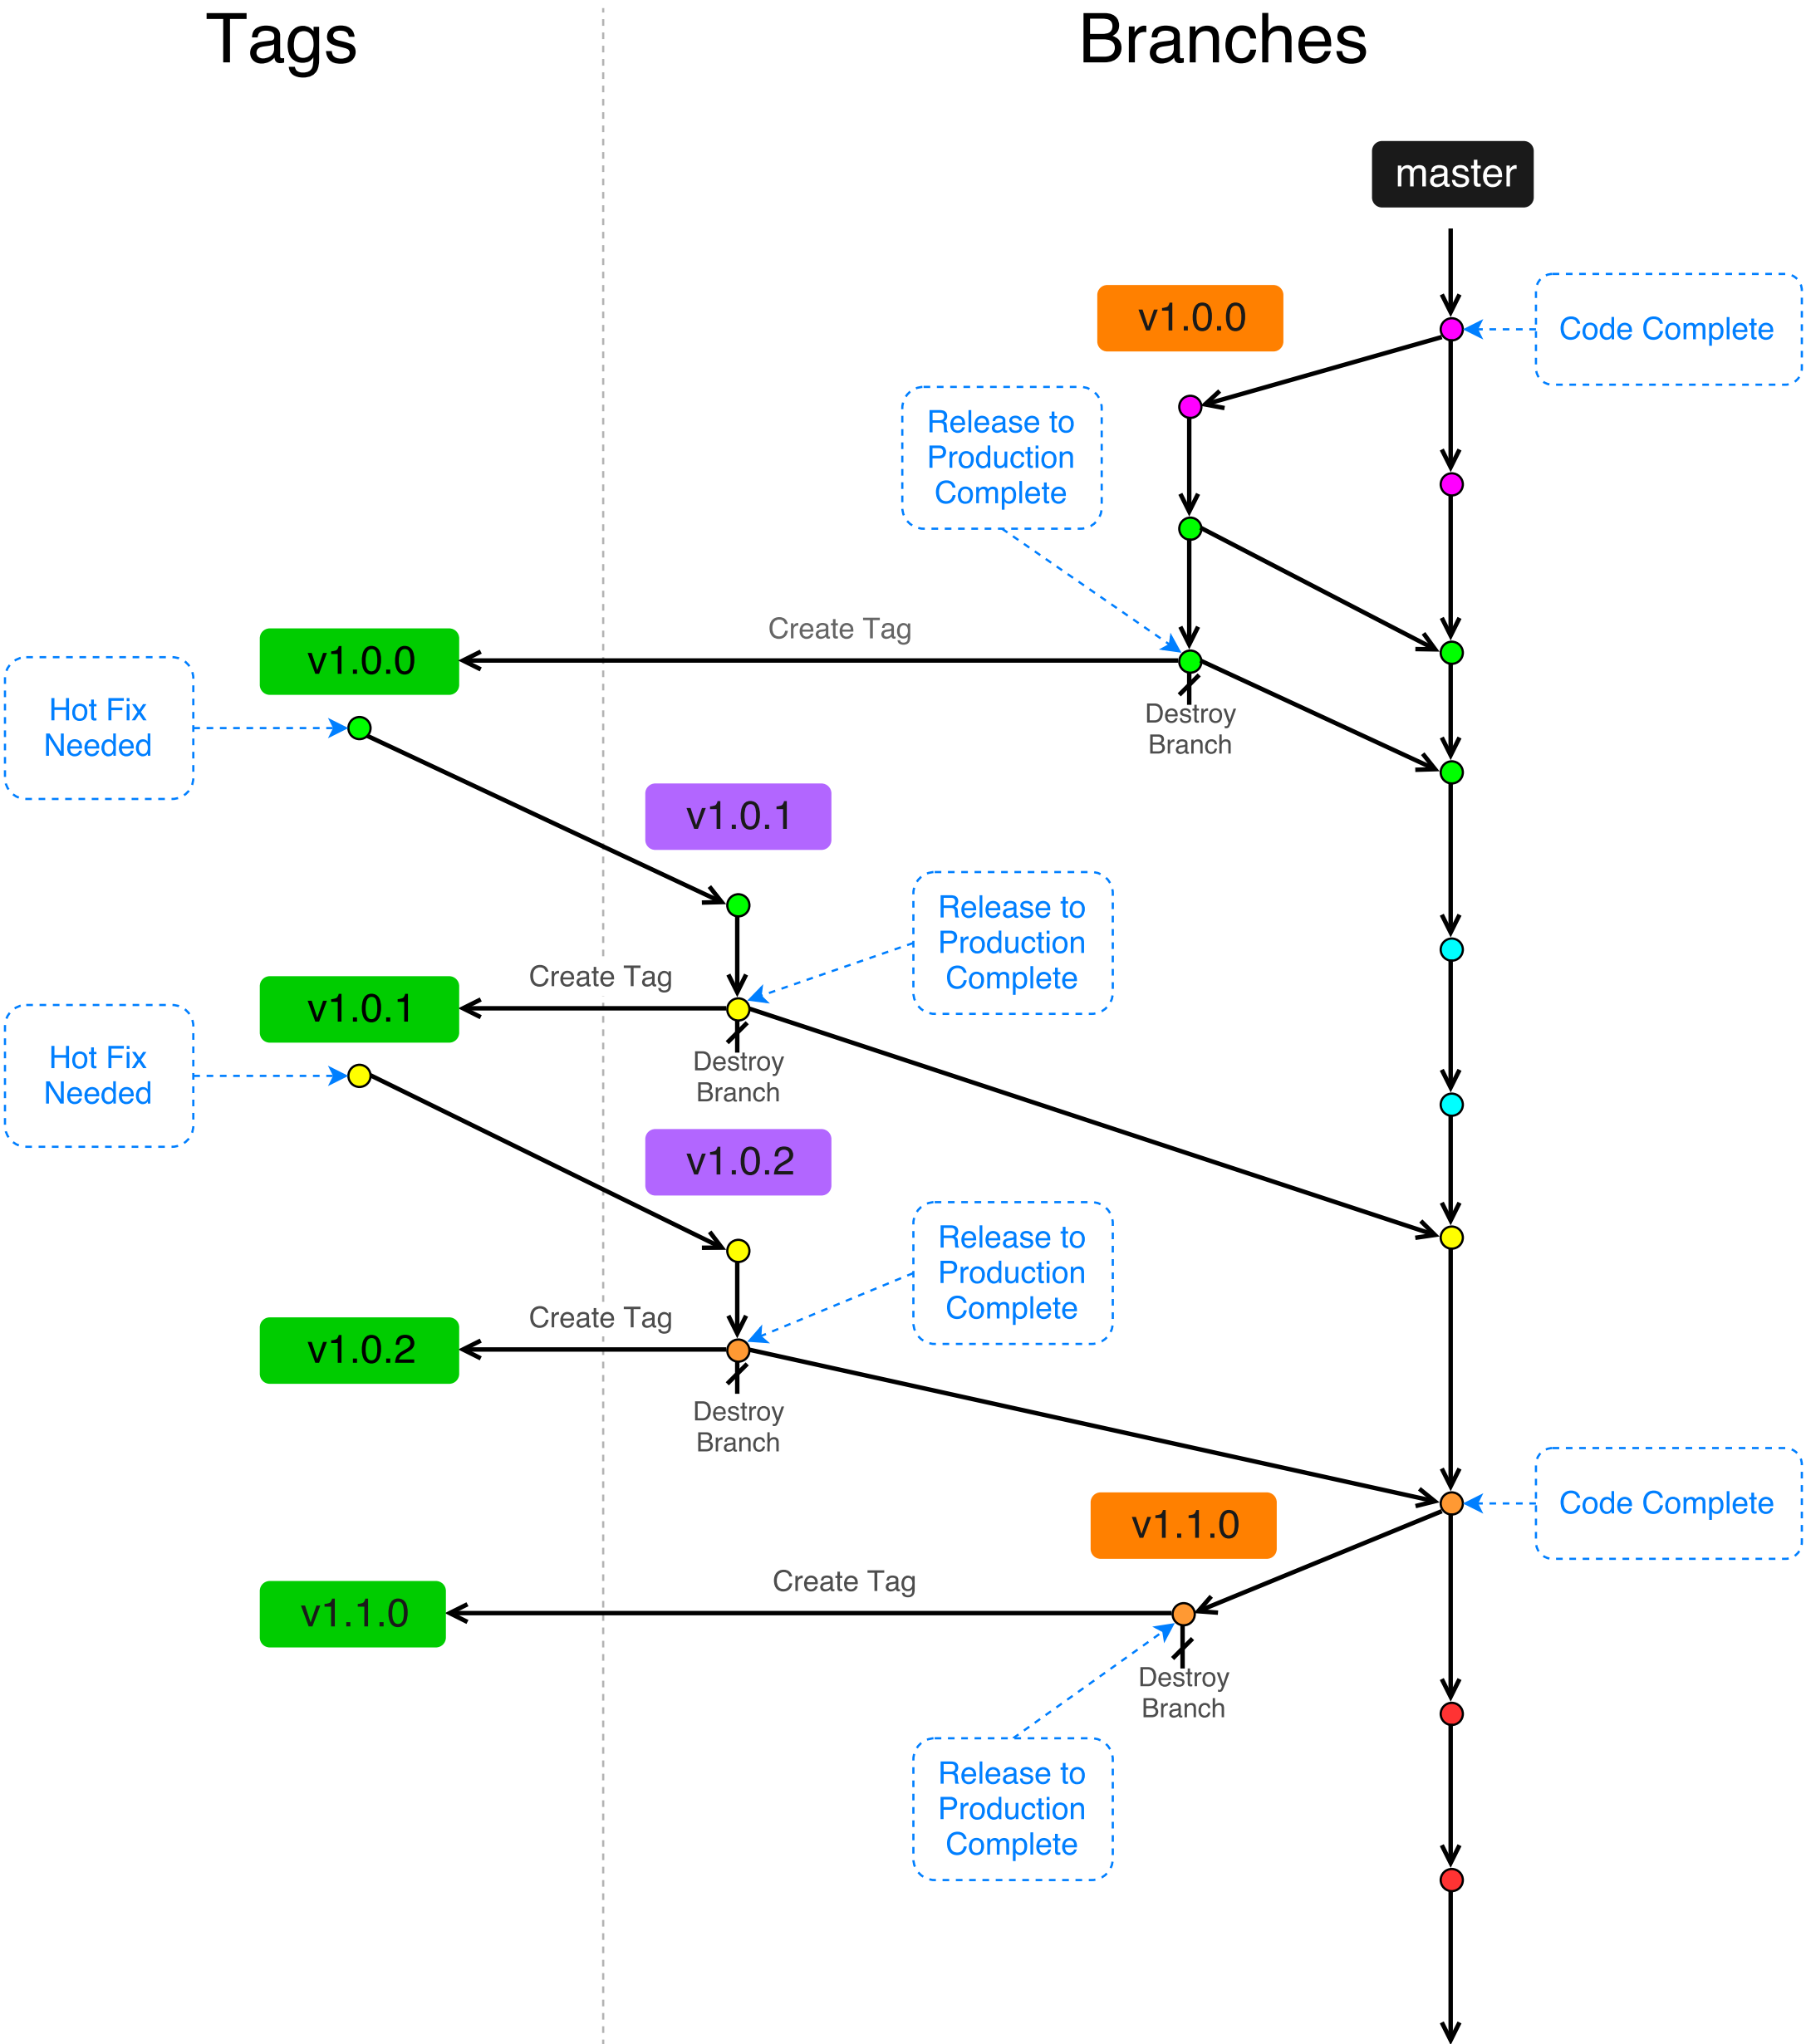 Tags
Branches
master
v1.0.0
Code Complete
Release to
Production
Complete
Create Tag
v1.0.0
Hot Fix
Needed
Destroy
Branch
v1.0.1
Release to
Production
Complete
Create Tag
v1.0.1
Hot Fix
Needed
Destroy
Branch
v1.0.2
Release to
Production
Complete
Create Tag
v1.0.2
Destroy
Branch
Code Complete
v1.1.0
Create Tag
v1.1.0
Destroy
Branch
Release to
Production
Complete